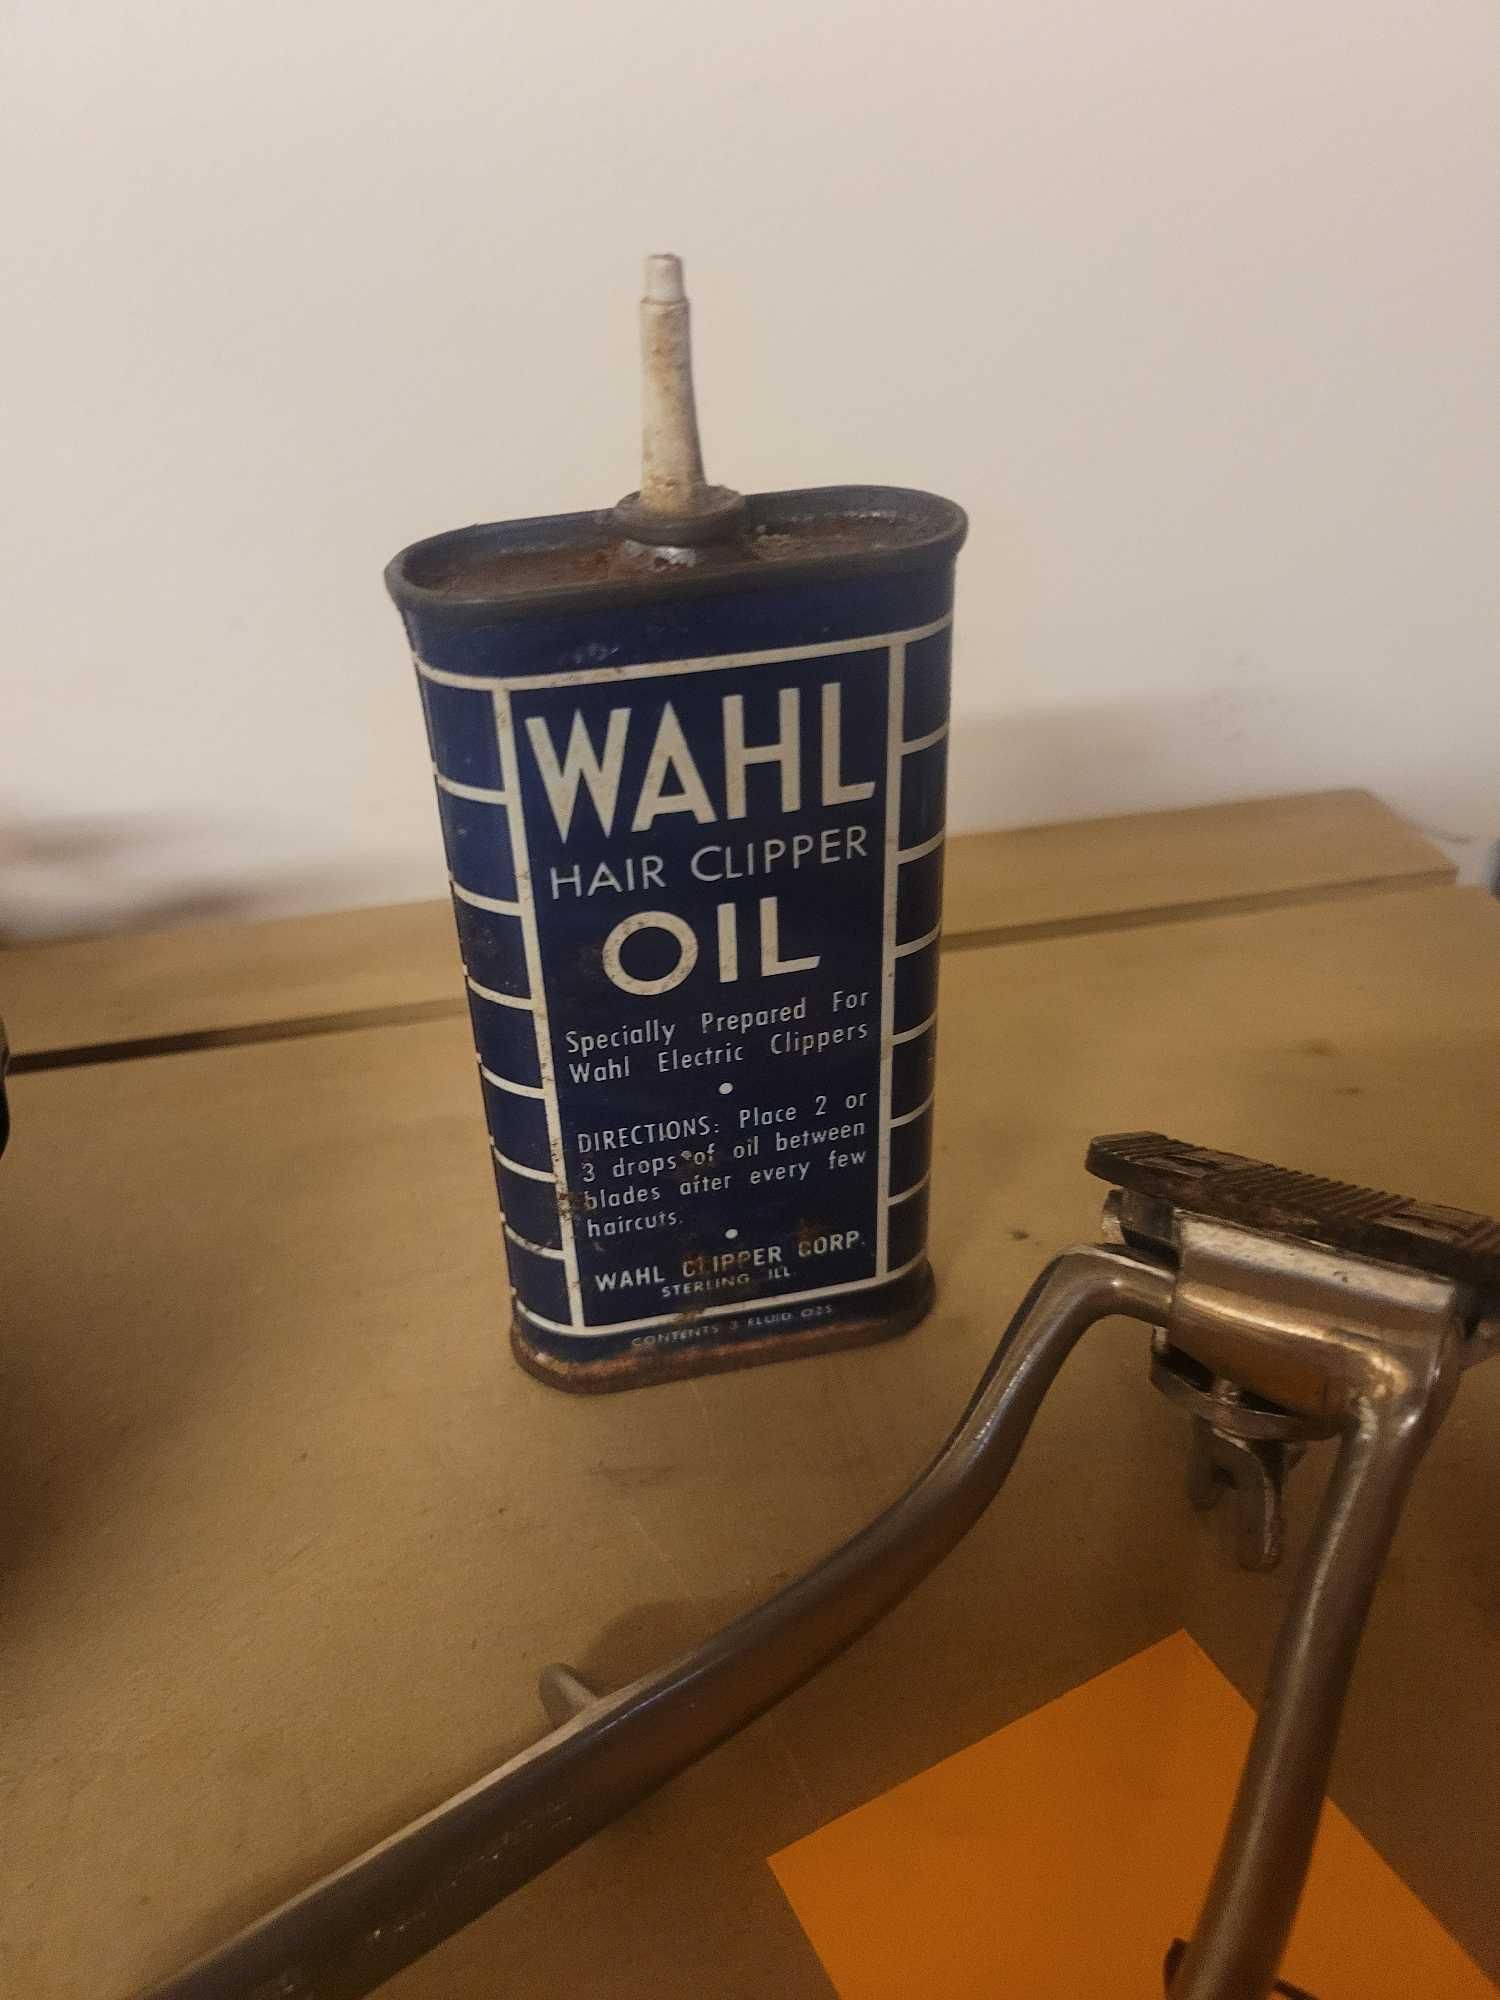 WAHL
HAIR CLIPPER
OIL
Specially Prepared For
Wahl Electric Clippers
DIRECTIONS: Place 2 or
3 drops of oil between
blades after every few
haircuts.
WAHL CLIPPER CORP.
STERLING ILL.
CONTENTS 3 FLUID OZS